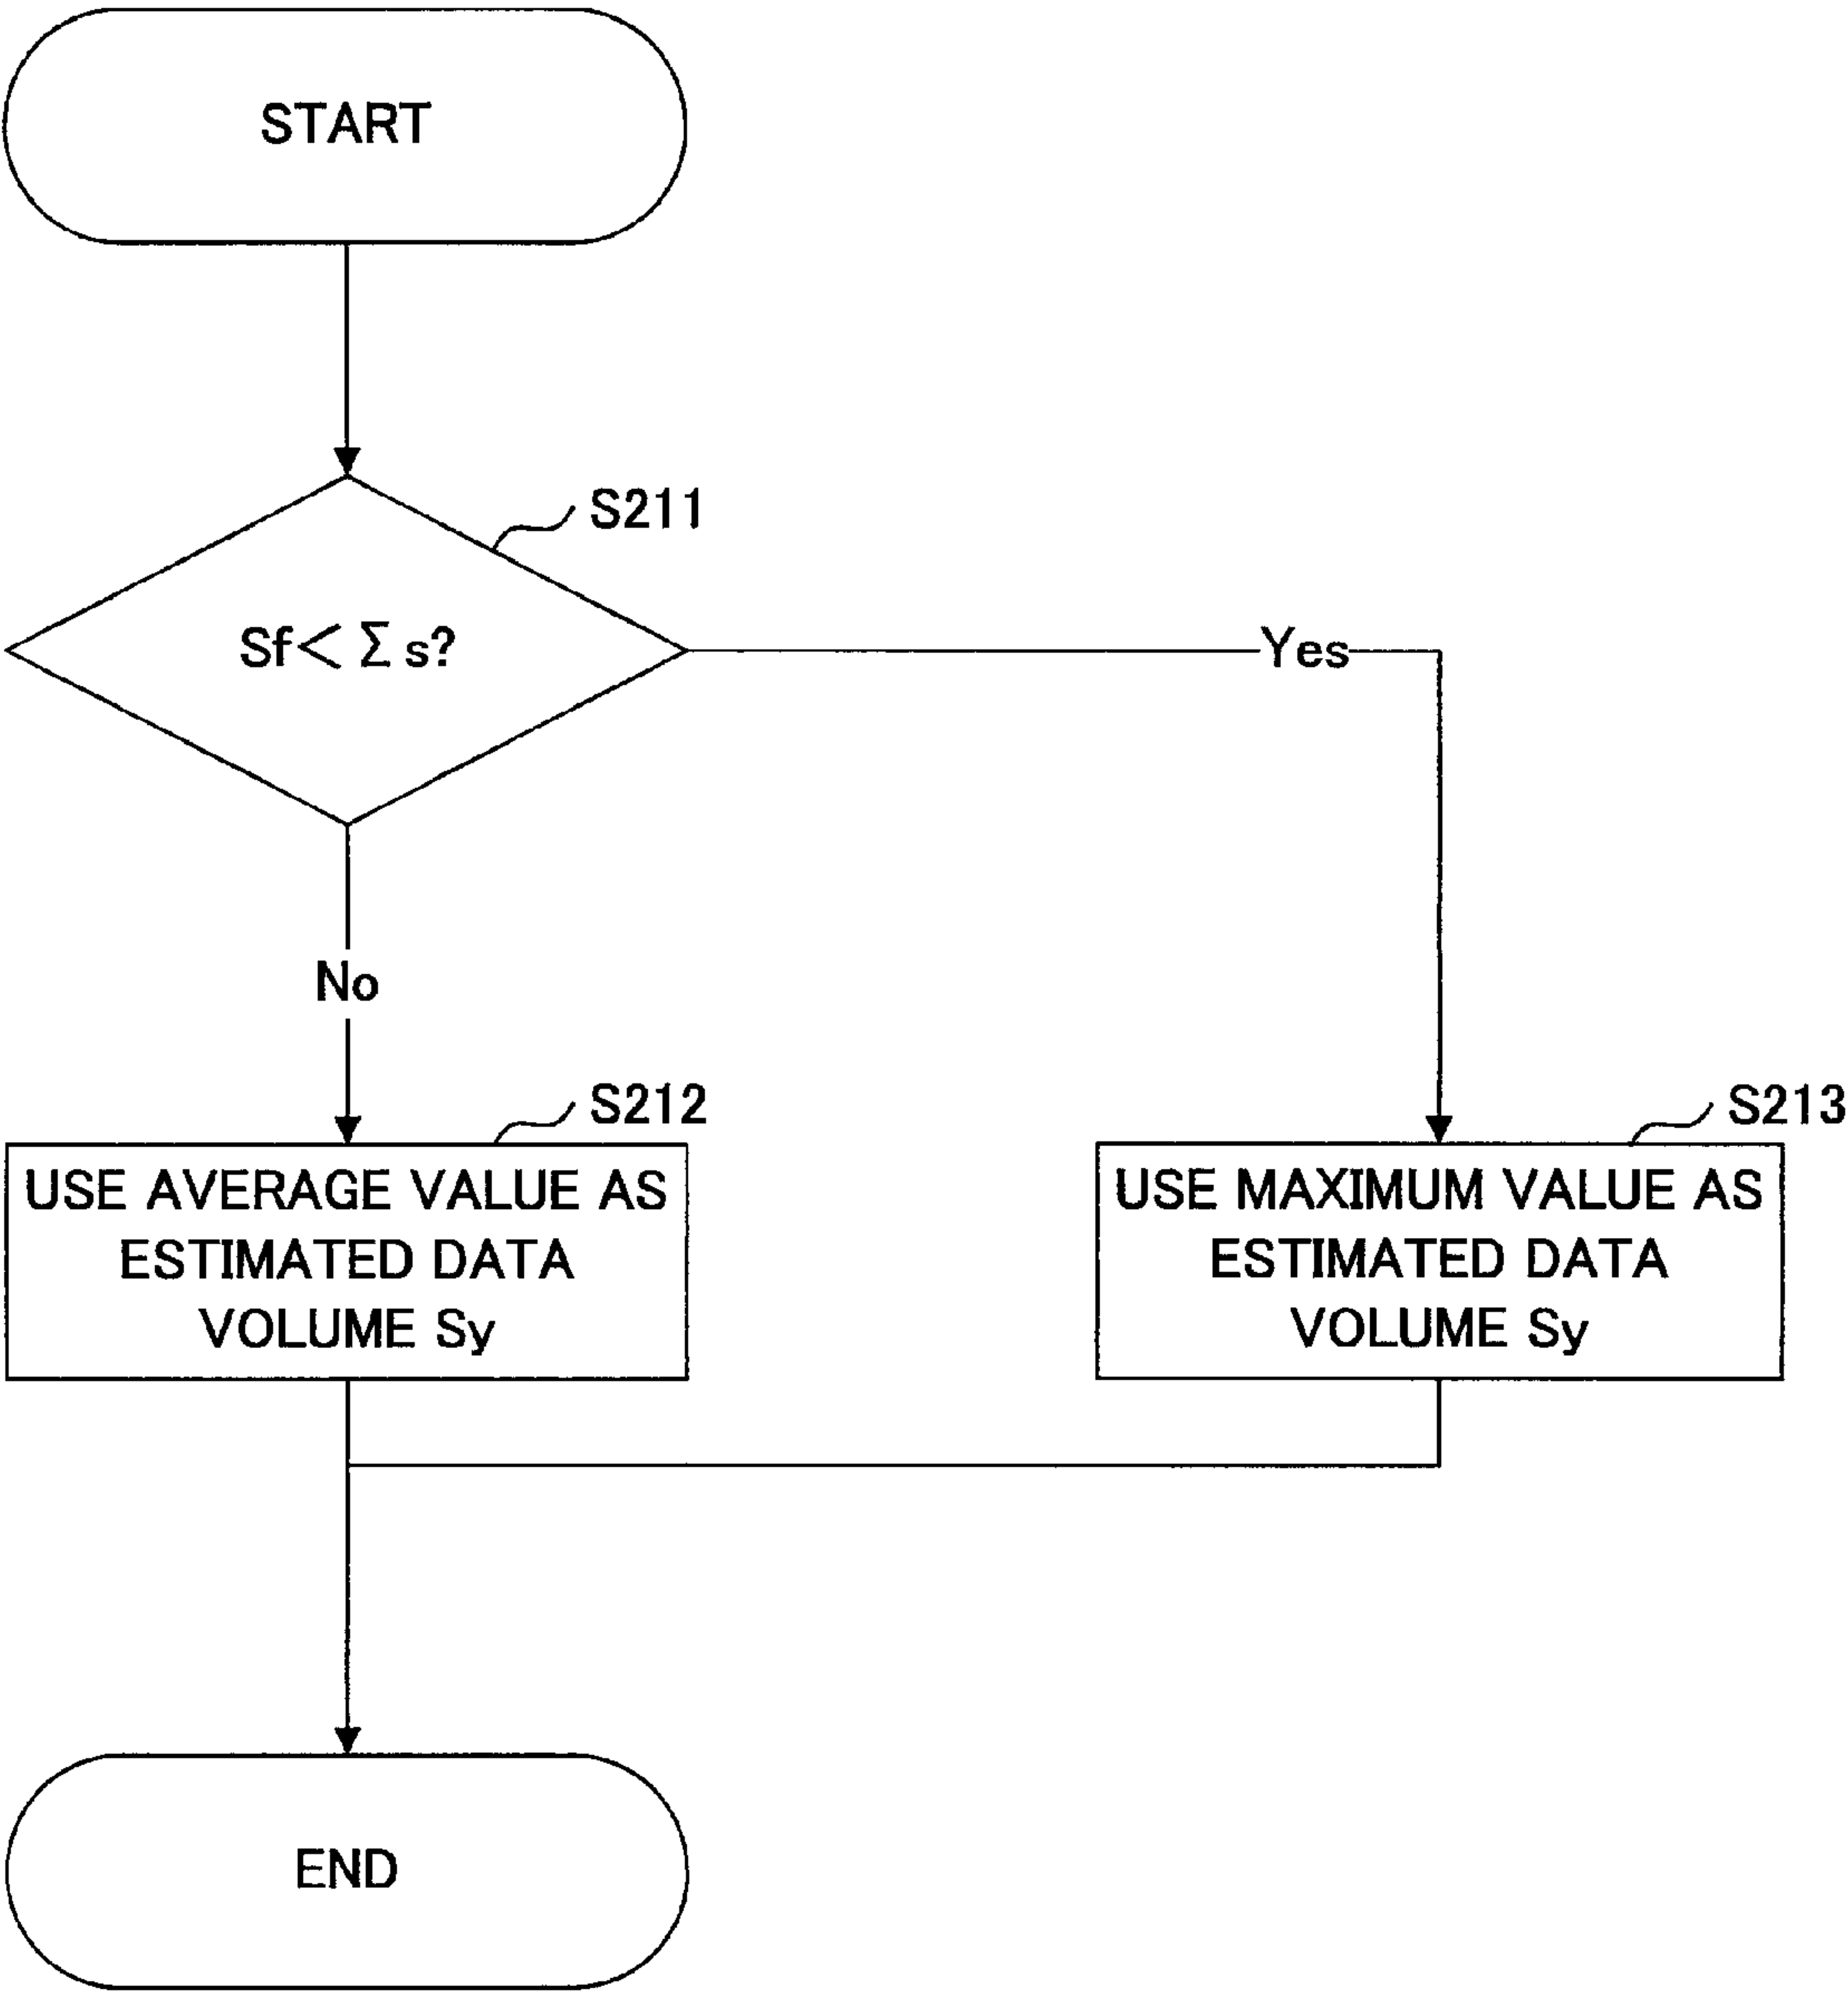 START
S211
Sf< Σs?
Yes
No
S212
USE AVERAGE VALUE AS
ESTIMATED DATA
VOLUME Sy
S213
USE MAXIMUM VALUE AS
ESTIMATED DATA
VOLUME Sy
END